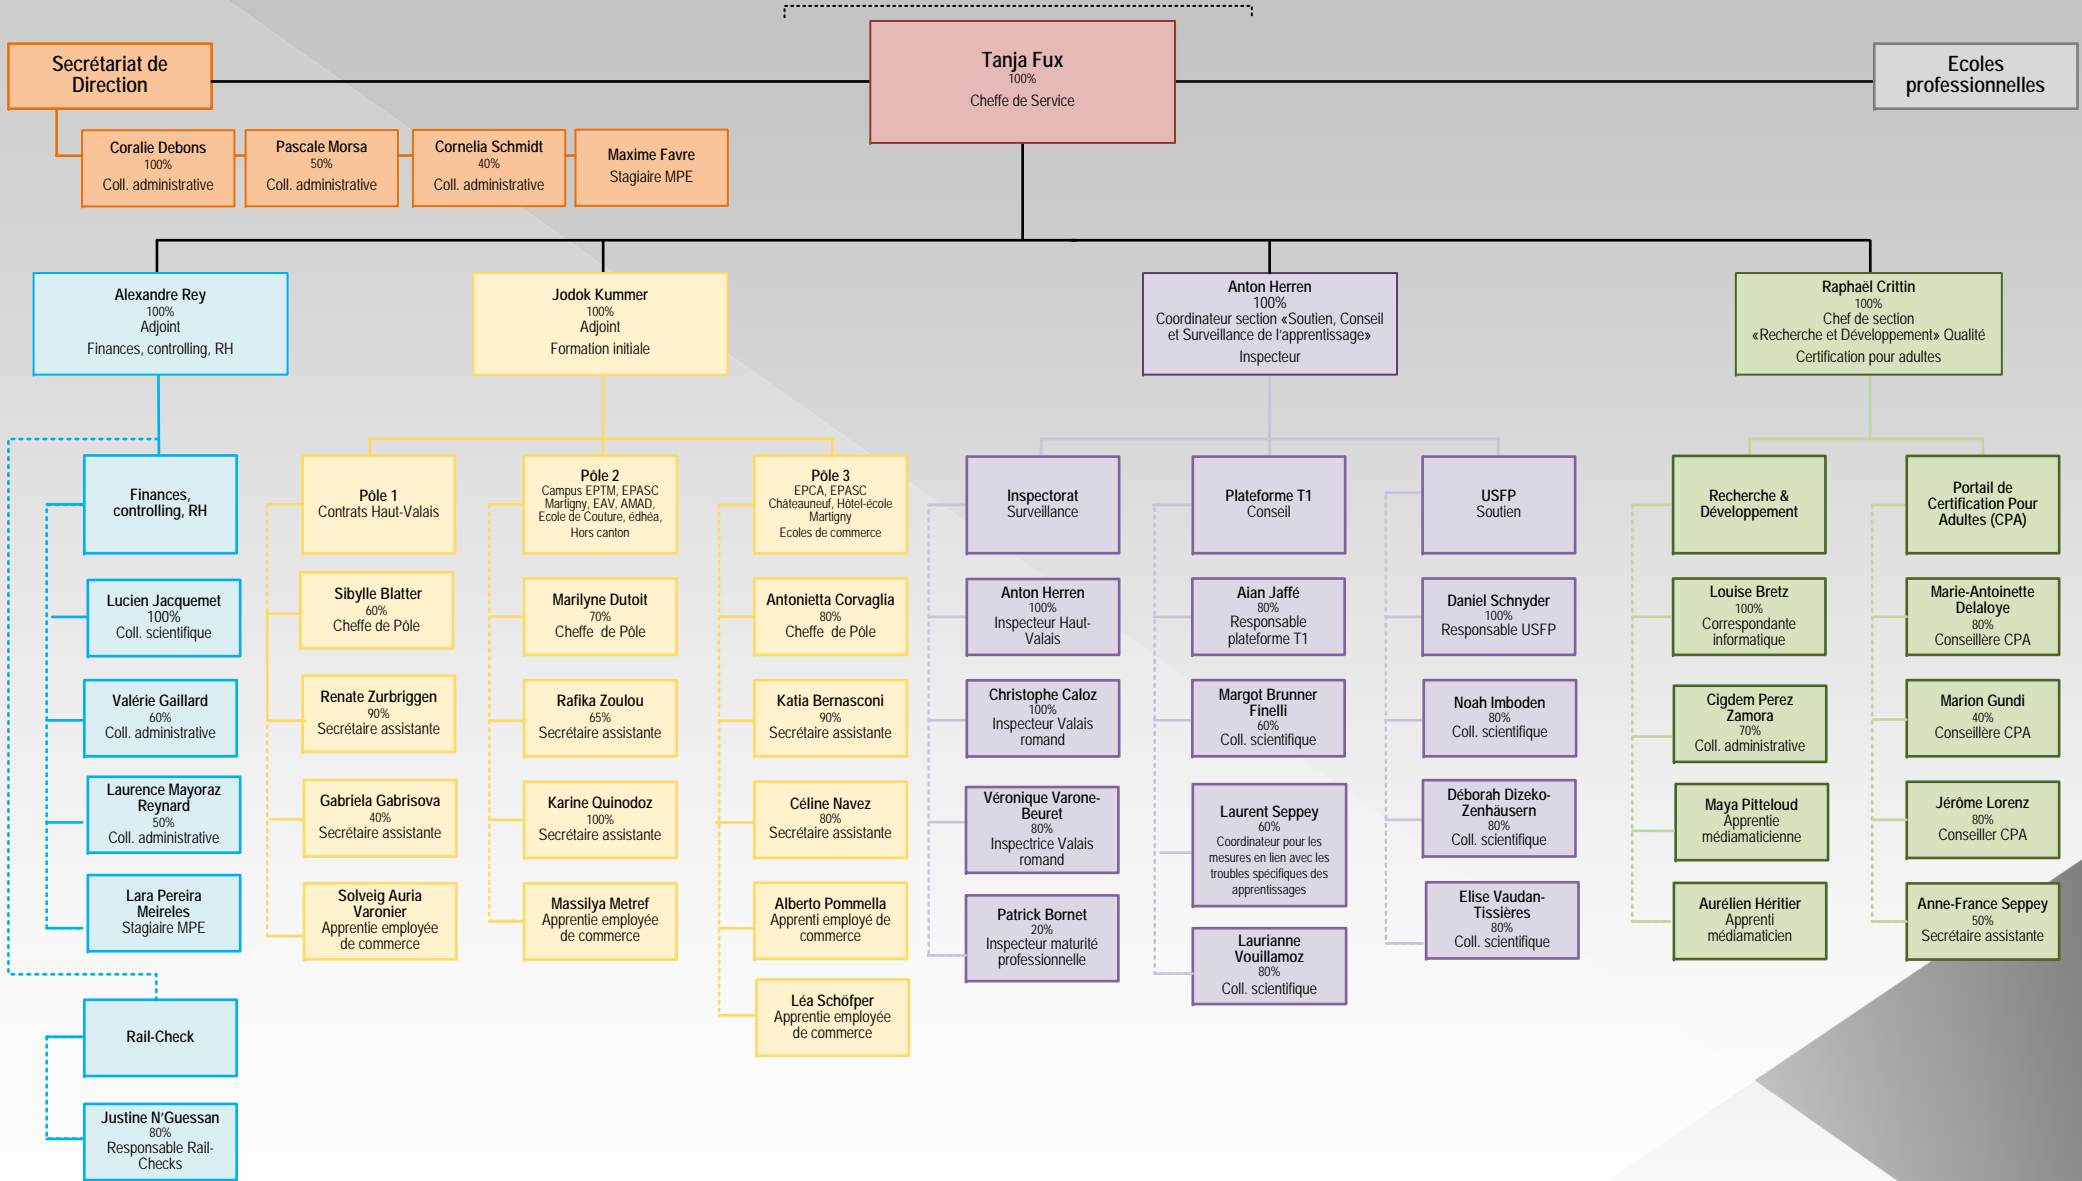 Secrétariat de
Direction
Tanja Fux
100%
Cheffe de Service
Ecoles
professionnelles
Coralie Debons
100%
Coll. administrative
Pascale Morsa
50%
Coll. administrative
Cornelia Schmidt
40%
Coll. administrative
Maxime Favre
Stagiaire MPE
Alexandre Rey
100%
Adjoint
Finances, controlling, RH
Jodok Kummer
100%
Adjoint
Formation initiale
Anton Herren
100%
Coordinateur section «Soutien, Conseil
et Surveillance de l'apprentissage»
Inspecteur
Raphaël Crittin
100%
Chef de section
«Recherche et Développement» Qualité
Certification pour adultes
Finances,
controlling, RH
Lucien Jacquemet
100%
Coll. scientifique
Valérie Gaillard
60%
Coll. administrative
Laurence Mayoraz
Reynard
50%
Coll. administrative
Lara Pereira
Meireles
Stagiaire MPE
Rail-Check
Justine N'Guessan
80%
Responsable Rail-
Checks
Pôle 1
Contrats Haut-Valais
Sibylle Blatter
60%
Cheffe de Pôle
Renate Zurbriggen
90%
Secrétaire assistante
Gabriela Gabrisova
40%
Secrétaire assistante
Solveig Auria
Varonier
Apprentie employée
de commerce
Pôle 2
Campus EPTM, EPASC
Martigny, EAV, AMAD,
Ecole de Couture, édhéa,
Hors canton
Marilyne Dutoit
70%
Cheffe de Pôle
Rafika Zoulou
65%
Secrétaire assistante
Karine Quinodoz
100%
Secrétaire assistante
Massilya Metref
Apprentie employée
de commerce
Pôle 3
EPCA, EPASC
Châteauneuf, Hôtel-école
Martigny
Ecoles de commerce
Antonietta Corvaglia
80%
Cheffe de Pôle
Katia Bernasconi
90%
Secrétaire assistante
Céline Navez
80%
Secrétaire assistante
Alberto Pommella
Apprenti employé de
commerce
Léa Schöfper
Apprentie employée
de commerce
Inspectorat
Surveillance
Anton Herren
100%
Inspecteur Haut-
Valais
Christophe Caloz
100%
Inspecteur Valais
romand
Véronique Varone-
Beuret
80%
Inspectrice Valais
romand
Patrick Bornet
20%
Inspecteur maturité
professionnelle
Plateforme T1
Conseil
Aian Jaffé
80%
Responsable
plateforme T1
Margot Brunner
Finelli
60%
Coll. scientifique
Laurent Seppey
60%
Coordinateur pour les
mesures en lien avec les
troubles spécifiques des
apprentissages
Laurianne
Vouillamoz
80%
Coll. scientifique
USFP
Soutien
Daniel Schnyder
100%
Responsable USFP
Noah Imboden
80%
Coll. scientifique
Déborah Dizeko-
Zenhäusern
80%
Coll. scientifique
Elise Vaudan-
Tissières
80%
Coll. scientifique
Recherche &
Développement
Louise Bretz
100%
Correspondante
informatique
Cigdem Perez
Zamora
70%
Coll. administrative
Maya Pitteloud
Apprentie
médiamaticienne
Aurélien Héritier
Apprenti
médiamaticien
Portail de
Certification Pour
Adultes (CPA)
Marie-Antoinette
Delaloye
80%
Conseillère CPA
Marion Gundi
40%
Conseillère CPA
Jérôme Lorenz
80%
Conseiller CPA
Anne-France Seppey
50%
Secrétaire assistante